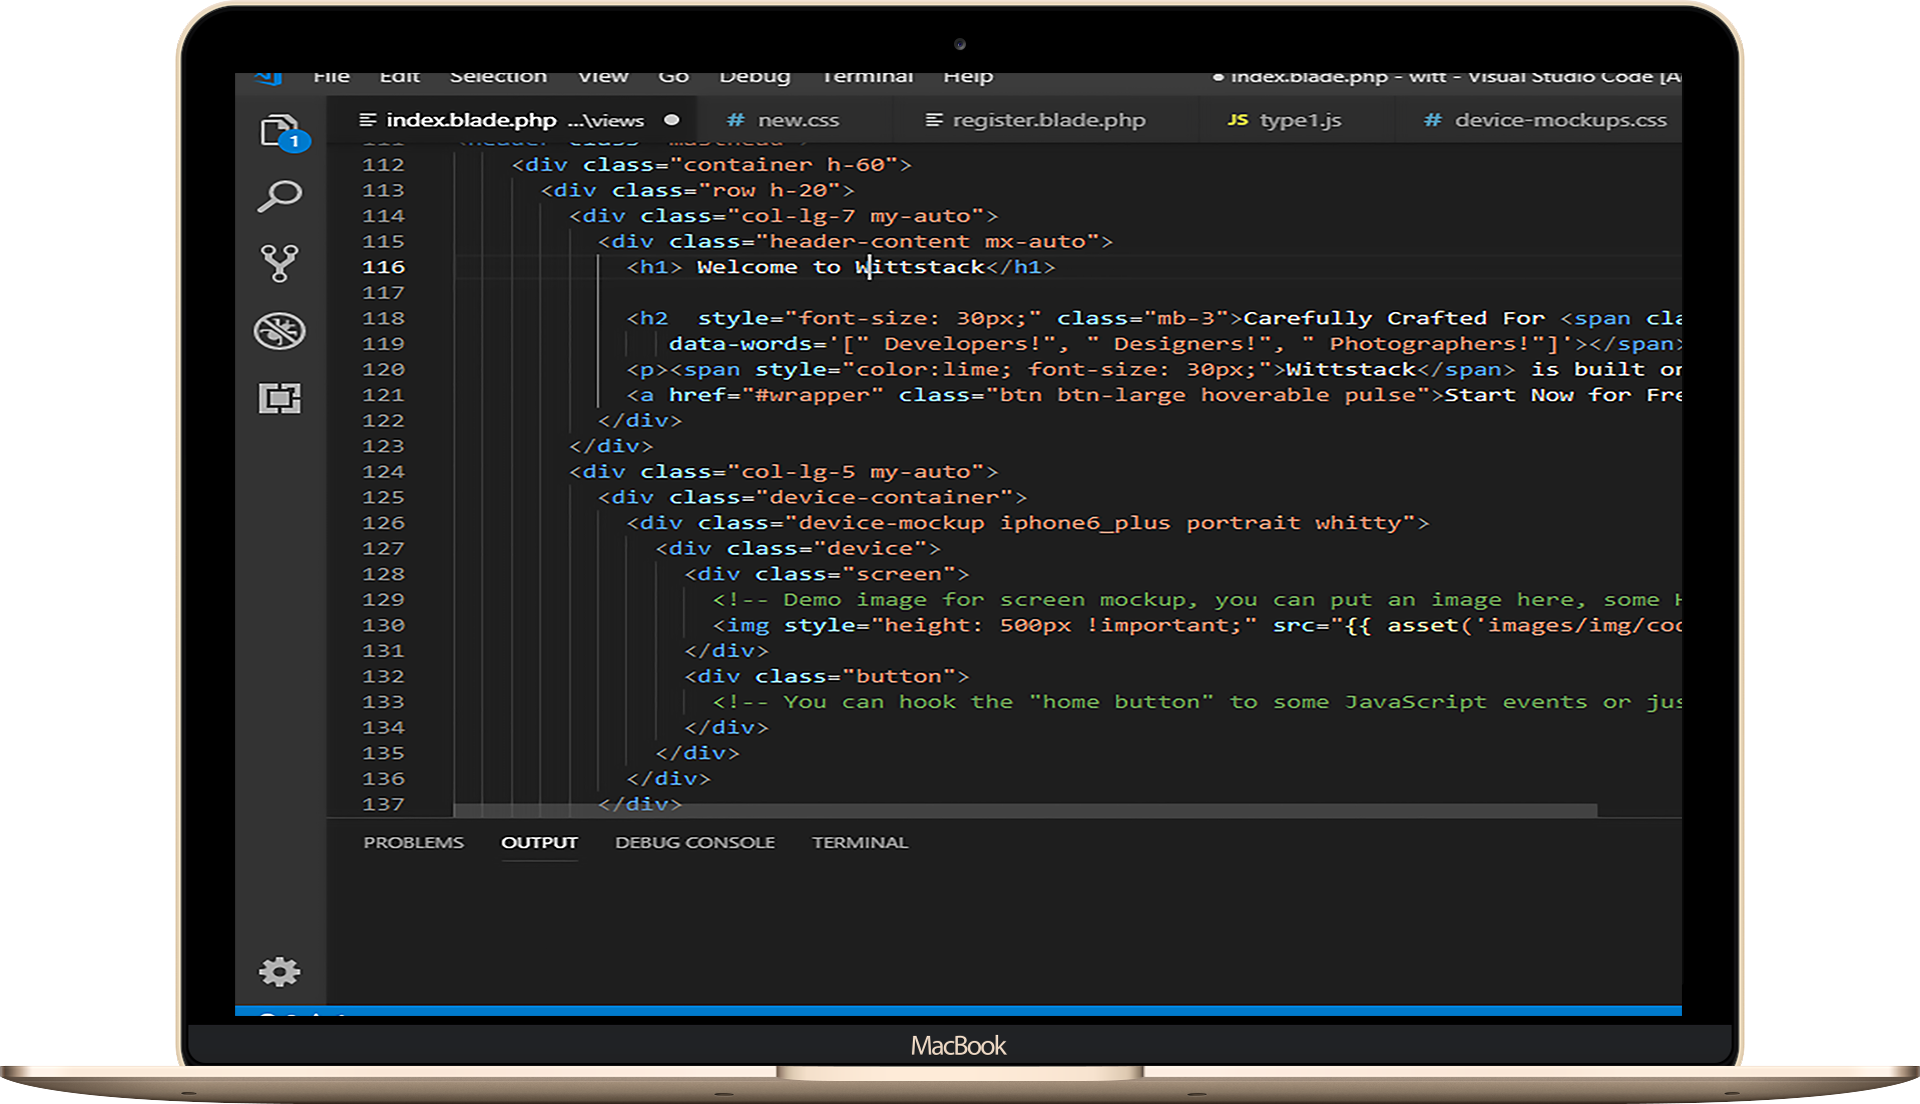 File Edit Selection View Go Debug Terminal Help ● index.blade.php - witt - Visual Studio Code [A
index.blade.php ...\views ● # new.css register.blade.php JS type1.js # device-mockups.css
1
111 <header class="masthead">
112 <div class="container h-60">
113 <div class="row h-20">
114 <div class="col-lg-7 my-auto">
115 <div class="header-content mx-auto">
116 <h1> Welcome to Wittstack</h1>
117
118 <h2  style="font-size: 30px;" class="mb-3">Carefully Crafted For <span cla
119 data-words='[" Developers!", " Designers!", " Photographers!"]'></span>
120 <p><span style="color:lime; font-size: 30px;">Wittstack</span> is built on
121 <a href="#wrapper" class="btn btn-large hoverable pulse">Start Now for Fre
122 </div>
123 </div>
124 <div class="col-lg-5 my-auto">
125 <div class="device-container">
126 <div class="device-mockup iphone6_plus portrait whitty">
127 <div class="device">
128 <div class="screen">
129 <!-- Demo image for screen mockup, you can put an image here, some H
130 <img style="height: 500px !important;" src="{{ asset('images/img/coc
131 </div>
132 <div class="button">
133 <!-- You can hook the "home button" to some JavaScript events or jus
134 </div>
135 </div>
136 </div>
137 </div>
PROBLEMS OUTPUT DEBUG CONSOLE TERMINAL
MacBook